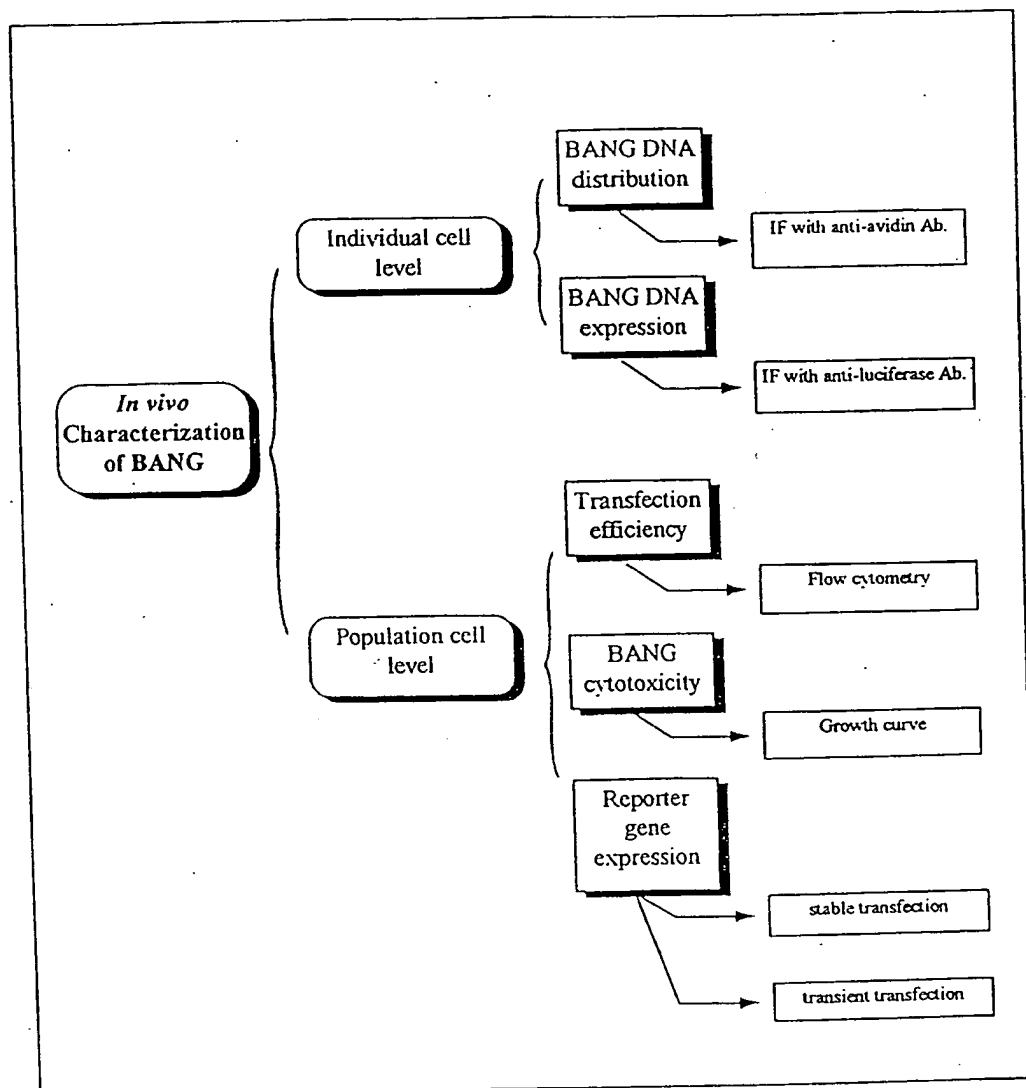 BANG DNA
distribution
IF with anti-avidin Ab.
Individual cell
level
BANG DNA
expression
IF with anti-luciferase Ab.
In vivo
Characterization
of BANG
Transfection
efficiency
Flow cytometry
Population cell
level
BANG
cytotoxicity
Growth curve
Reporter
gene
expression
stable transfection
transient transfection